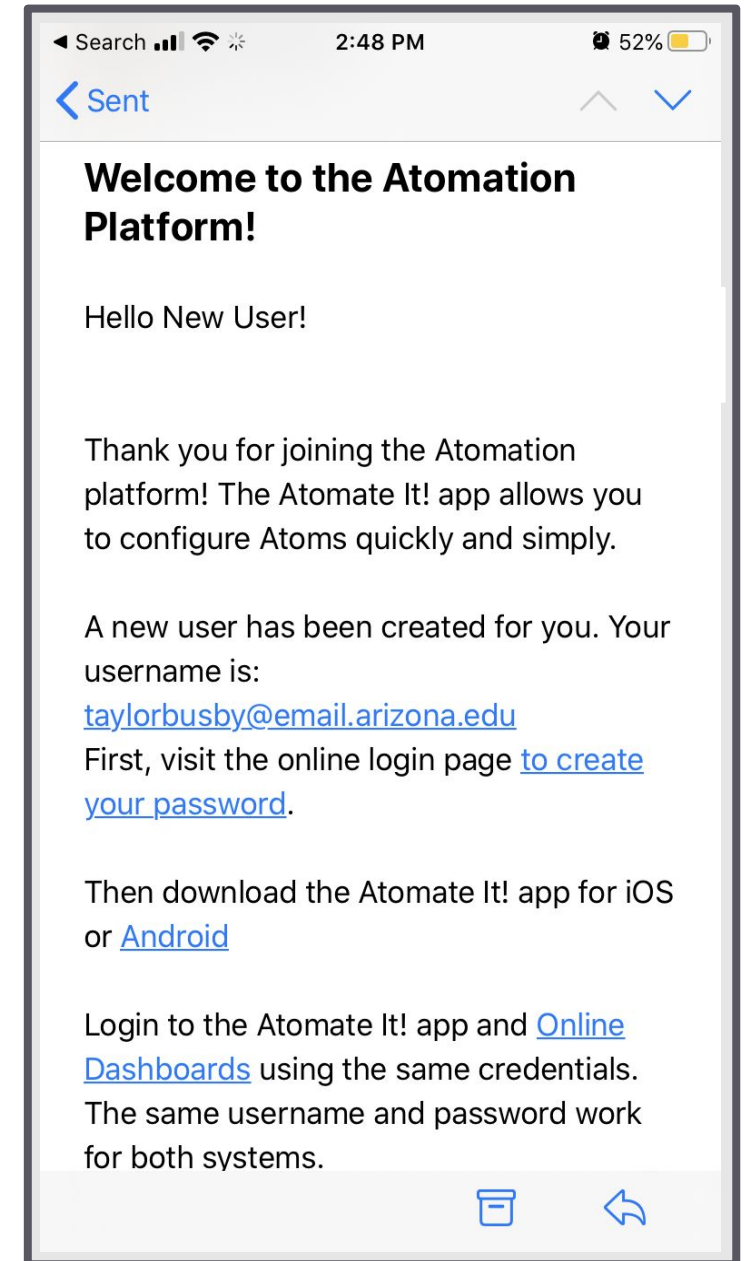 Search 2:48 PM 52%
Sent
Welcome to the Atomation
Platform!
Hello New User!
Thank you for joining the Atomation
platform! The Atomate It! app allows you
to configure Atoms quickly and simply.
A new user has been created for you. Your
username is:
taylorbusby@email.arizona.edu
First, visit the online login page to create
your password.
Then download the Atomate It! app for iOS
or Android
Login to the Atomate It! app and Online
Dashboards using the same credentials.
The same username and password work
for both systems.